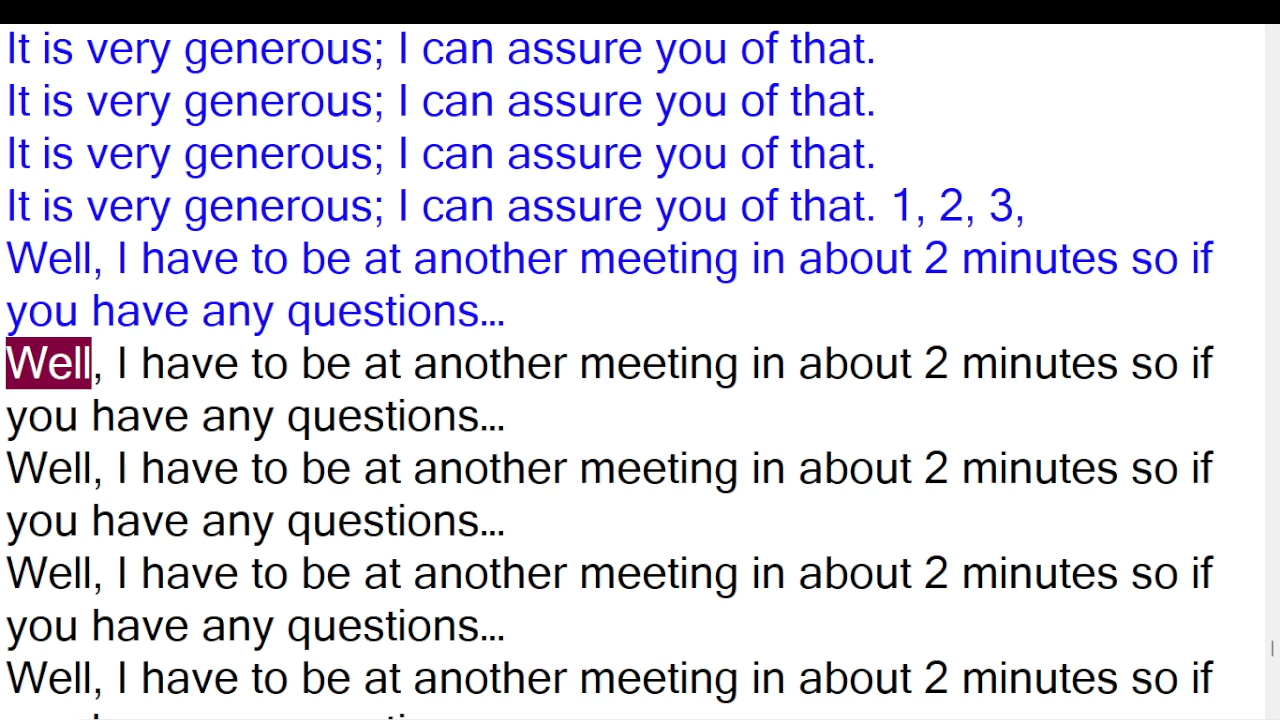 It is very generous; I can assure you of that.
It is very generous; I can assure you of that.
It is very generous; I can assure you of that.
It is very generous; I can assure you of that. 1, 2, 3,
Well, I have to be at another meeting in about 2 minutes so if
you have any questions...
Well, I have to be at another meeting in about 2 minutes so if
you have any questions...
Well, I have to be at another meeting in about 2 minutes so if
you have any questions...
Well, I have to be at another meeting in about 2 minutes so if
you have any questions...
Well, I have to be at another meeting in about 2 minutes so if